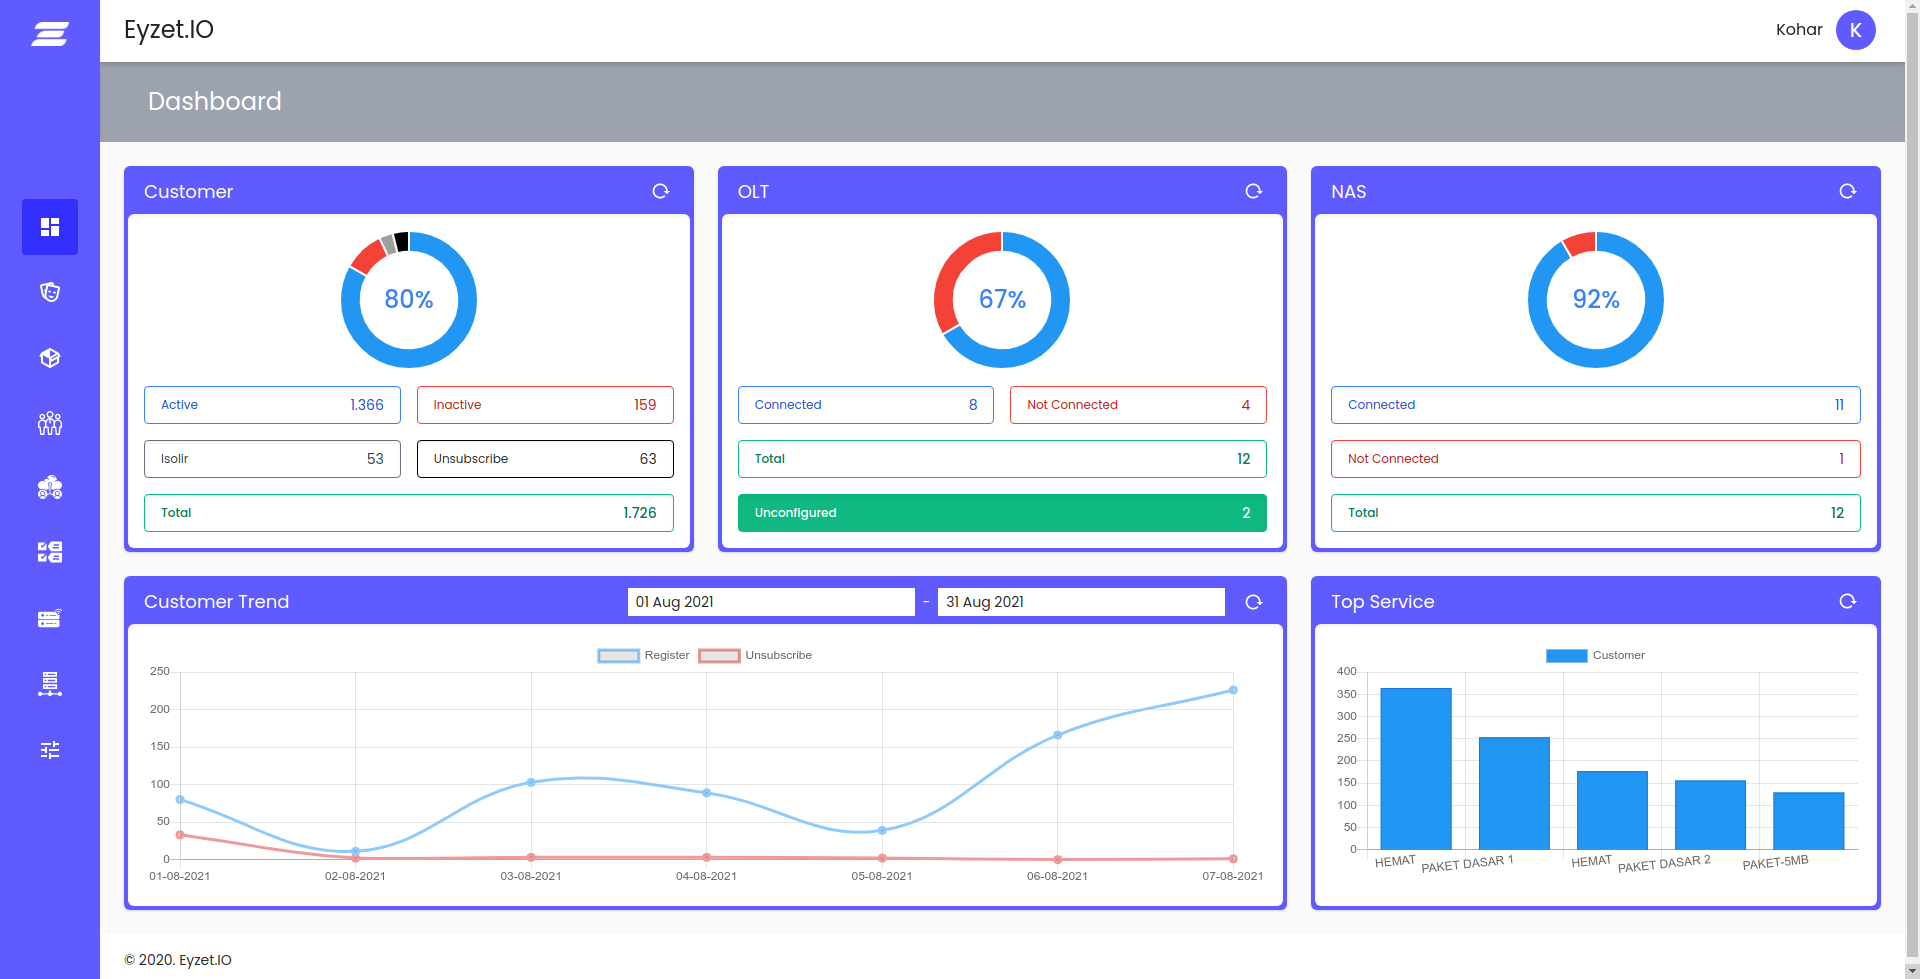 Eyzet.IO
Kohar K
Dashboard
Customer
80%
Active 1.366
Inactive 159
Isolir 53
Unsubscribe 63
Total 1.726
OLT
67%
Connected 8
Not Connected 4
Total 12
Unconfigured 2
NAS
92%
Connected 11
Not Connected 1
Total 12
Customer Trend
01 Aug 2021 - 31 Aug 2021
Register Unsubscribe
250
200
150
100
50
0
01-08-2021 02-08-2021 03-08-2021 04-08-2021 05-08-2021 06-08-2021 07-08-2021
Top Service
Customer
400
350
300
250
200
150
100
50
0
HEMAT PAKET DASAR 1 HEMAT PAKET DASAR 2 PAKET-5MB
© 2020. Eyzet.IO